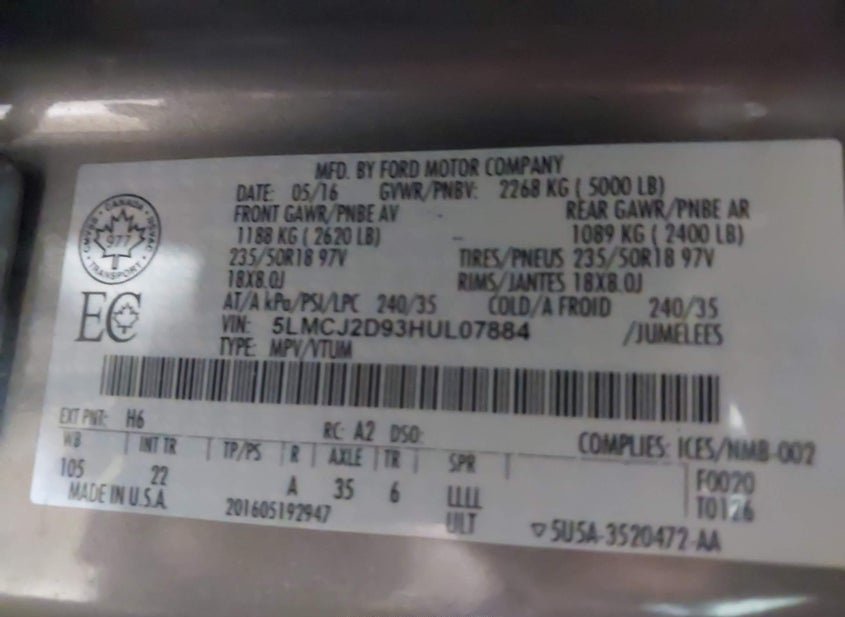 MFD. BY FORD MOTOR COMPANY
DATE: 05/16 GVWR/PNBV: 2268 KG ( 5000 LB)
FRONT GAWR/PNBE AV REAR GAWR/PNBE AR
1188 KG ( 2620 LB) 1089 KG ( 2400 LB)
235/50R18 97V TIRES/PNEUS 235/50R18 97V
18X8.0J RIMS/JANTES 18X8.0J
AT/A kPa/PSI/LPC 240/35 COLD/A FROID 240/35
VIN: 5LMCJ2D93HUL07884 /JUMELEES
TYPE: MPV/VTUM
CANADA
977
TRANSPORT
EC
EXT PNT: H6 RC: A2 DSO: COMPLIES: ICES/NMB-002
WB INT TR TP/PS R AXLE TR SPR F0020
105 22 A 35 6 LLLL T0126
MADE IN U.S.A. 201605192947 ULT 5U5A-3520472-AA